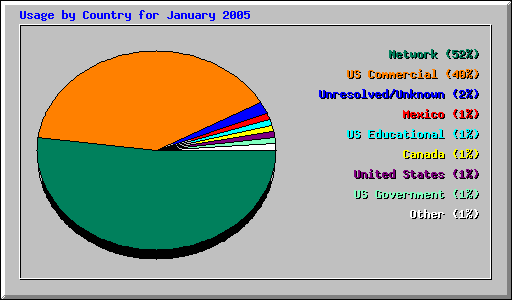 Usage by Country for January 2005
Network (52%)
US Commercial (40%)
Unresolved/Unknown (2%)
Mexico (1%)
US Educational (1%)
Canada (1%)
United States (1%)
US Government (1%)
Other (1%)